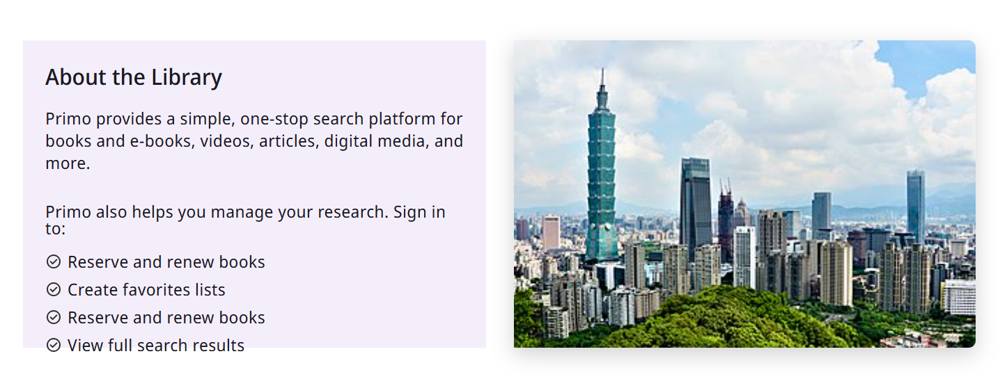 About the Library
Primo provides a simple, one-stop search platform for
books and e-books, videos, articles, digital media, and
more.
Primo also helps you manage your research. Sign in
to:
Reserve and renew books
Create favorites lists
Reserve and renew books
View full search results